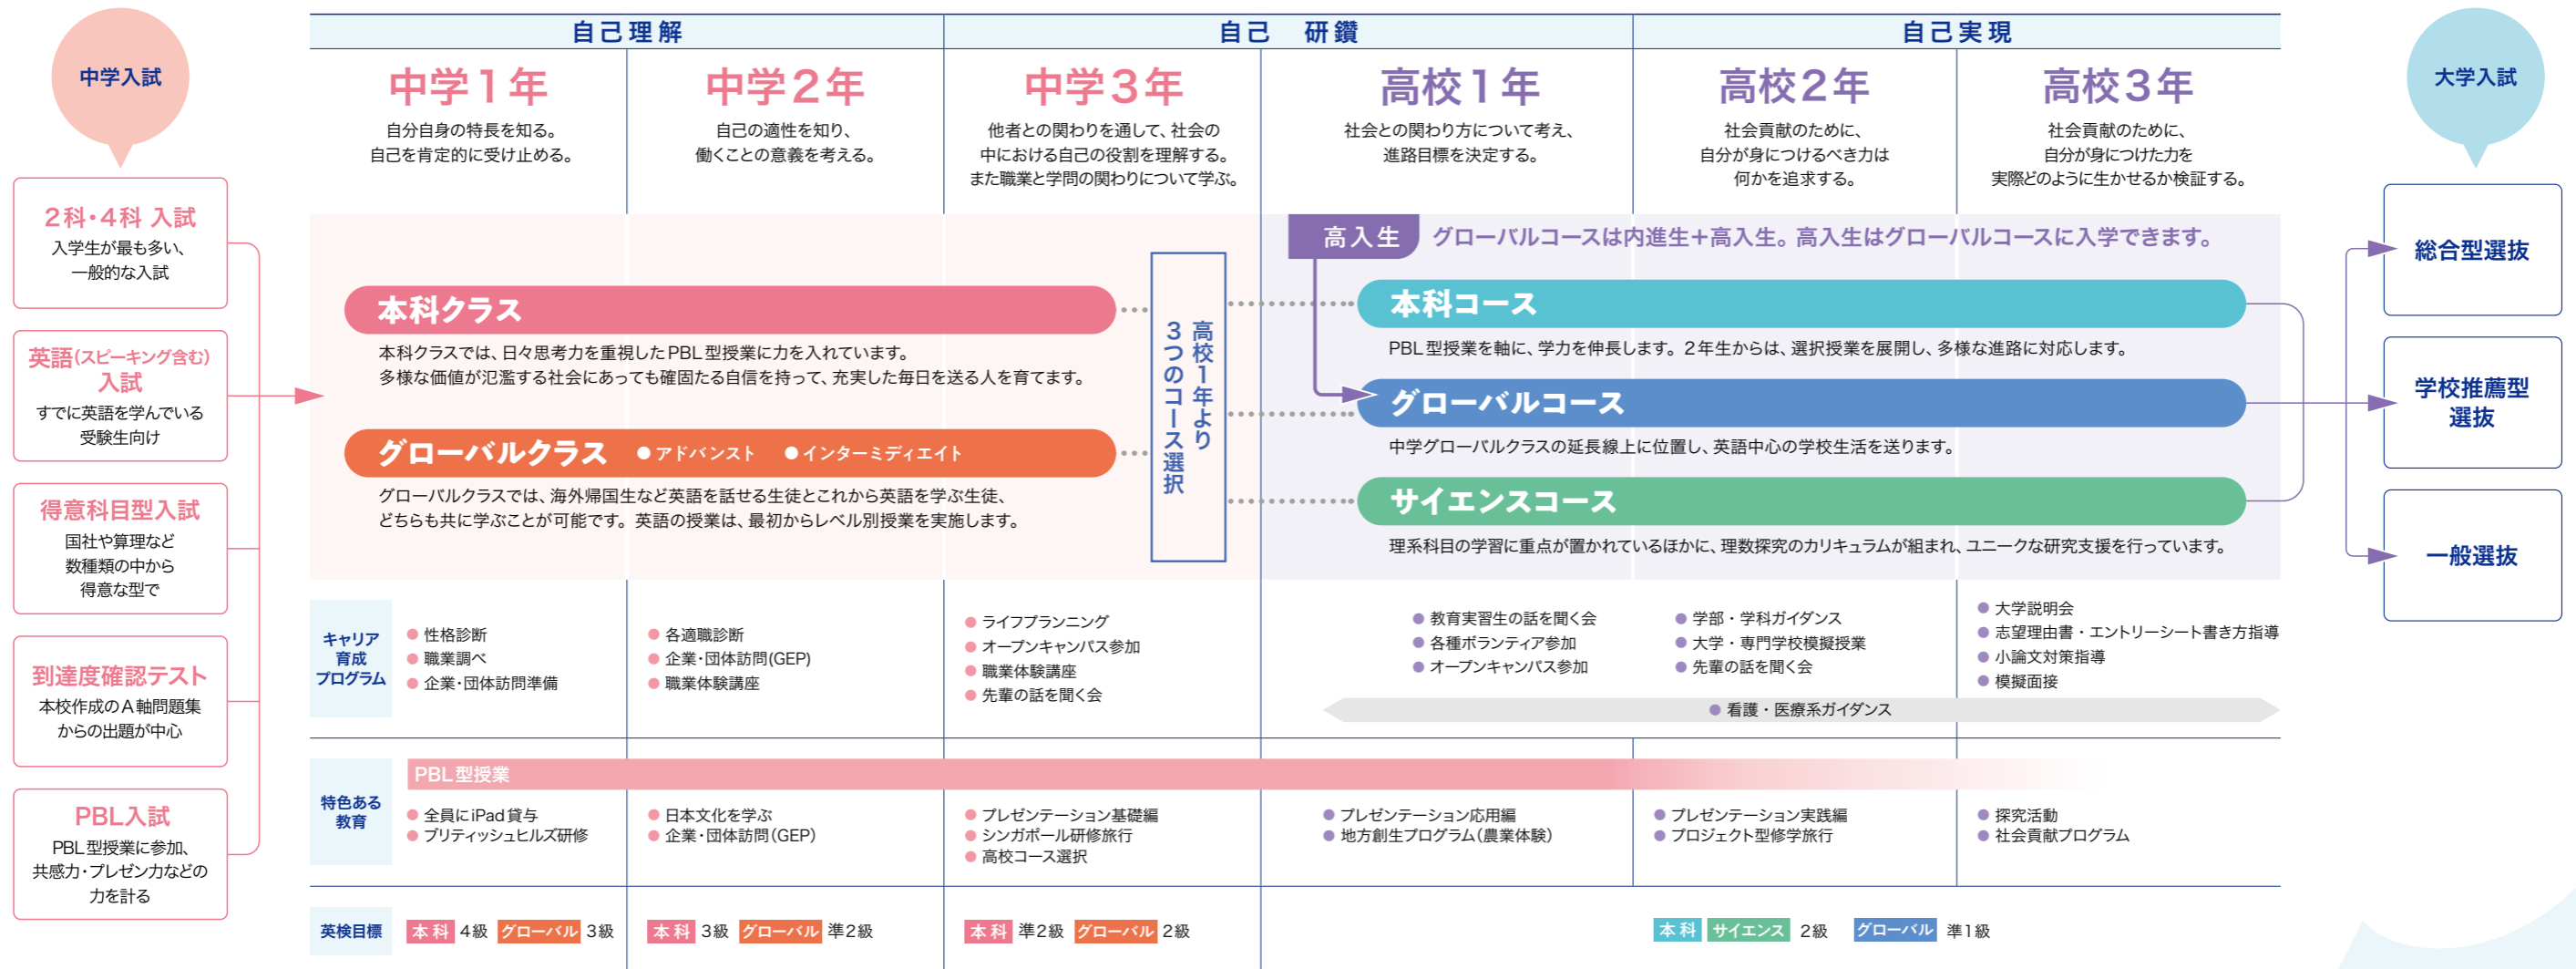 中学入試
2科・4科 入試
入学生が最も多い、
一般的な入試
英語(スピーキング含む)
入試
すでに英語を学んでいる
受験生向け
得意科目型入試
国社や算理など
数種類の中から
得意な型で
到達度確認テスト
本校作成のA軸問題集
からの出題が中心
PBL入試
PBL型授業に参加、
共感力・プレゼン力などの
力を計る
自己理解
自己 研鑽
自己実現
中学1年
自分自身の特長を知る。
自己を肯定的に受け止める。
中学2年
自己の適性を知り、
働くことの意義を考える。
中学3年
他者との関わりを通して、社会の
中における自己の役割を理解する。
また職業と学問の関わりについて学ぶ。
高校1年
社会との関わり方について考え、
進路目標を決定する。
高校2年
社会貢献のために、
自分が身につけるべき力は
何かを追求する。
高校3年
社会貢献のために、
自分が身につけた力を
実際どのように生かせるか検証する。
本科クラス
本科クラスでは、日々思考力を重視したPBL型授業に力を入れています。
多様な価値が氾濫する社会にあっても確固たる自信を持って、充実した毎日を送る人を育てます。
グローバルクラス ●アドバンスト ●インターミディエイト
グローバルクラスでは、海外帰国生など英語を話せる生徒とこれから英語を学ぶ生徒、
どちらも共に学ぶことが可能です。英語の授業は、最初からレベル別授業を実施します。
高校1年より
3つのコース選択
高入生 グローバルコースは内進生+高入生。高入生はグローバルコースに入学できます。
本科コース
PBL型授業を軸に、学力を伸長します。2年生からは、選択授業を展開し、多様な進路に対応します。
グローバルコース
中学グローバルクラスの延長線上に位置し、英語中心の学校生活を送ります。
サイエンスコース
理系科目の学習に重点が置かれているほかに、理数探究のカリキュラムが組まれ、ユニークな研究支援を行っています。
キャリア
育成
プログラム
●性格診断
●職業調べ
●企業・団体訪問準備
●各適職診断
●企業・団体訪問(GEP)
●職業体験講座
●ライフプランニング
●オープンキャンパス参加
●職業体験講座
●先輩の話を聞く会
●教育実習生の話を聞く会
●各種ボランティア参加
●オープンキャンパス参加
●学部・学科ガイダンス
●大学・専門学校模擬授業
●先輩の話を聞く会
●大学説明会
●志望理由書・エントリーシート書き方指導
●小論文対策指導
●模擬面接
●看護・医療系ガイダンス
特色ある
教育
PBL型授業
●全員にiPad貸与
●ブリティッシュヒルズ研修
●日本文化を学ぶ
●企業・団体訪問(GEP)
●プレゼンテーション基礎編
●シンガポール研修旅行
●高校コース選択
●プレゼンテーション応用編
●地方創生プログラム(農業体験)
●プレゼンテーション実践編
●プロジェクト型修学旅行
●探究活動
●社会貢献プログラム
英検目標
本科 4級 グローバル 3級
本科 3級 グローバル 準2級
本科 準2級 グローバル 2級
本科 サイエンス 2級 グローバル 準1級
大学入試
総合型選抜
学校推薦型
選抜
一般選抜